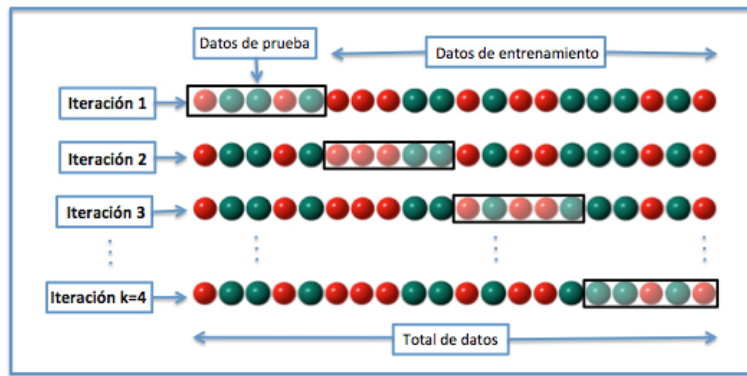 Datos de prueba
Datos de entrenamiento
Iteración 1
Iteración 2
Iteración 3
Iteración k=4
Total de datos